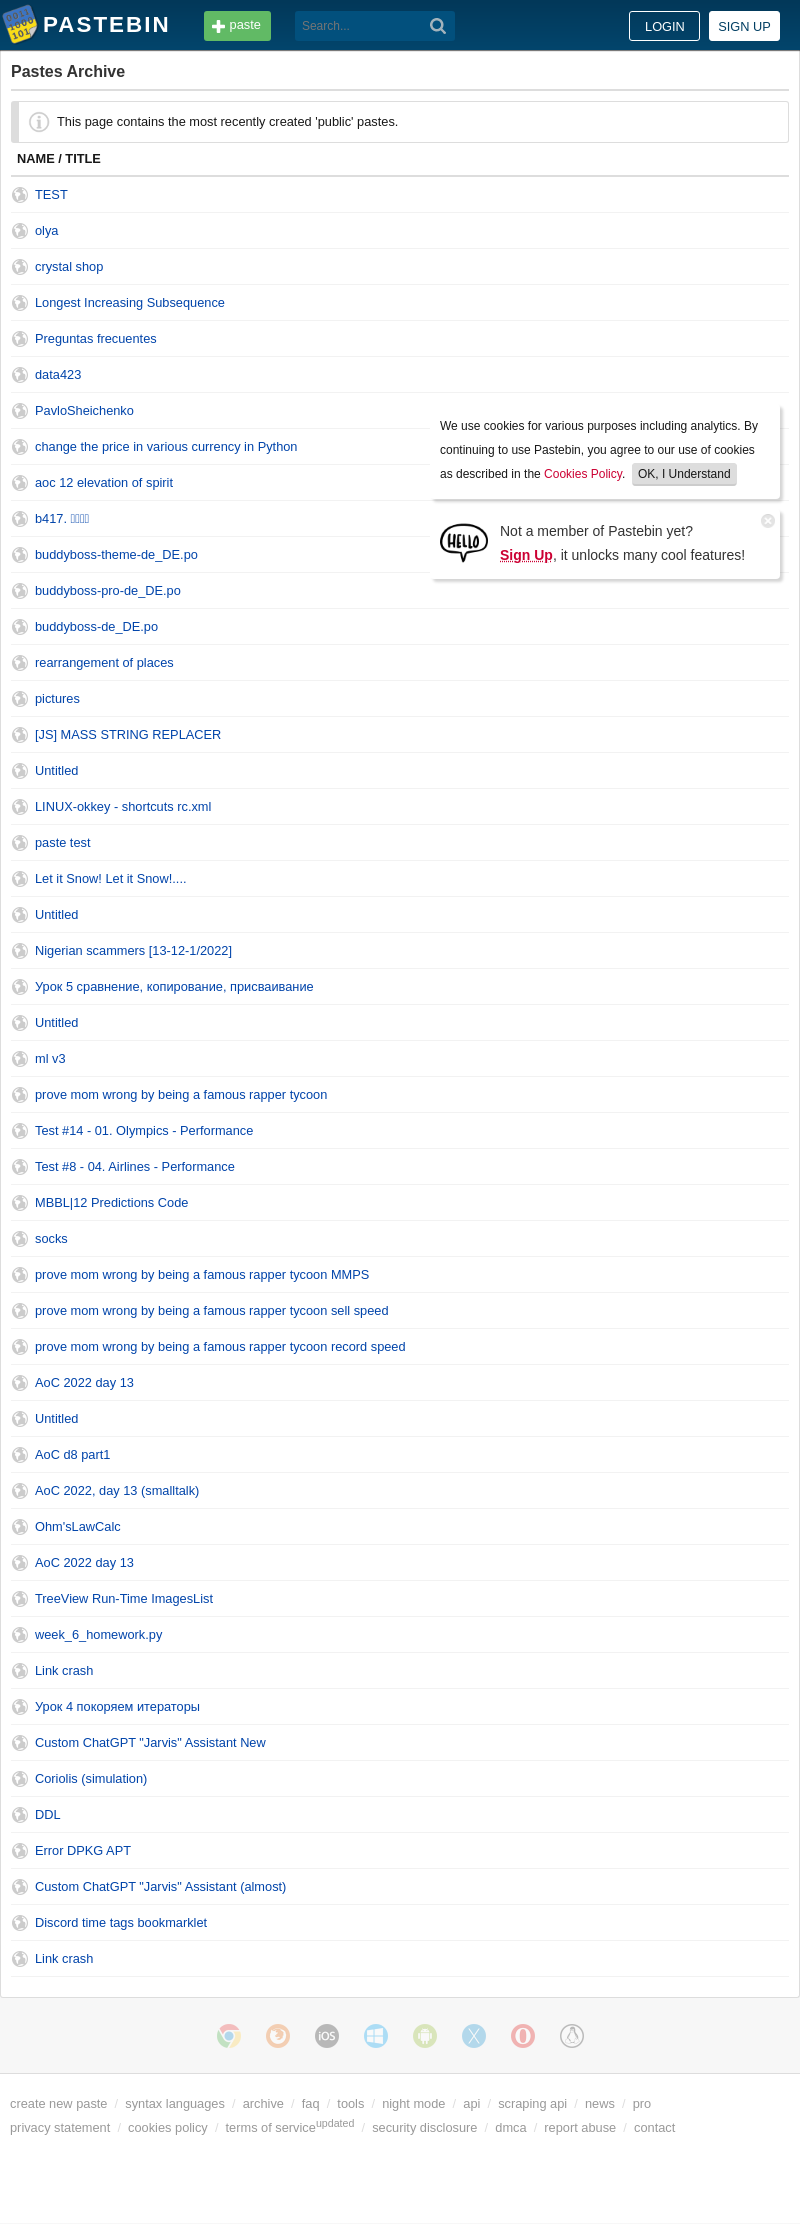 PASTEBIN
paste
Search...
LOGIN
SIGN UP
Pastes Archive
This page contains the most recently created 'public' pastes.
NAME / TITLE
TEST
olya
crystal shop
Longest Increasing Subsequence
Preguntas frecuentes
data423
PavloSheichenko
change the price in various currency in Python
aoc 12 elevation of spirit
b417.
buddyboss-theme-de_DE.po
buddyboss-pro-de_DE.po
buddyboss-de_DE.po
rearrangement of places
pictures
[JS] MASS STRING REPLACER
Untitled
LINUX-okkey - shortcuts rc.xml
paste test
Let it Snow! Let it Snow!....
Untitled
Nigerian scammers [13-12-1/2022]
Урок 5 сравнение, копирование, присваивание
Untitled
ml v3
prove mom wrong by being a famous rapper tycoon
Test #14 - 01. Olympics - Performance
Test #8 - 04. Airlines - Performance
MBBL|12 Predictions Code
socks
prove mom wrong by being a famous rapper tycoon MMPS
prove mom wrong by being a famous rapper tycoon sell speed
prove mom wrong by being a famous rapper tycoon record speed
AoC 2022 day 13
Untitled
AoC d8 part1
AoC 2022, day 13 (smalltalk)
Ohm'sLawCalc
AoC 2022 day 13
TreeView Run-Time ImagesList
week_6_homework.py
Link crash
Урок 4 покоряем итераторы
Custom ChatGPT "Jarvis" Assistant New
Coriolis (simulation)
DDL
Error DPKG APT
Custom ChatGPT "Jarvis" Assistant (almost)
Discord time tags bookmarklet
Link crash
We use cookies for various purposes including analytics. By
continuing to use Pastebin, you agree to our use of cookies
as described in the Cookies Policy. OK, I Understand
HELLO
Not a member of Pastebin yet?
Sign Up, it unlocks many cool features!
iOS
create new paste / syntax languages / archive / faq / tools / night mode / api / scraping api / news / pro
privacy statement / cookies policy / terms of service updated / security disclosure / dmca / report abuse / contact